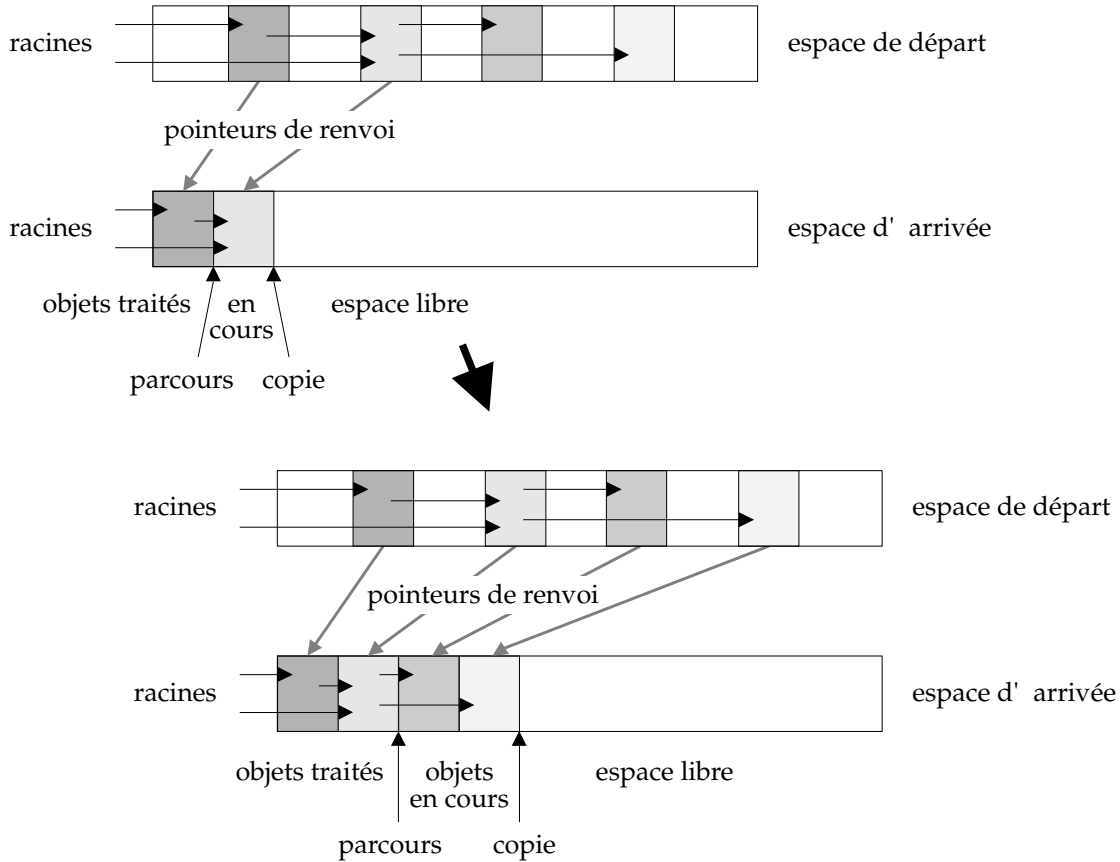 racines
espace de départ
pointeurs de renvoi
racines
espace d' arrivée
objets traités
en
cours
espace libre
parcours
copie
racines
espace de départ
pointeurs de renvoi
racines
espace d' arrivée
objets traités
objets
en cours
espace libre
parcours
copie